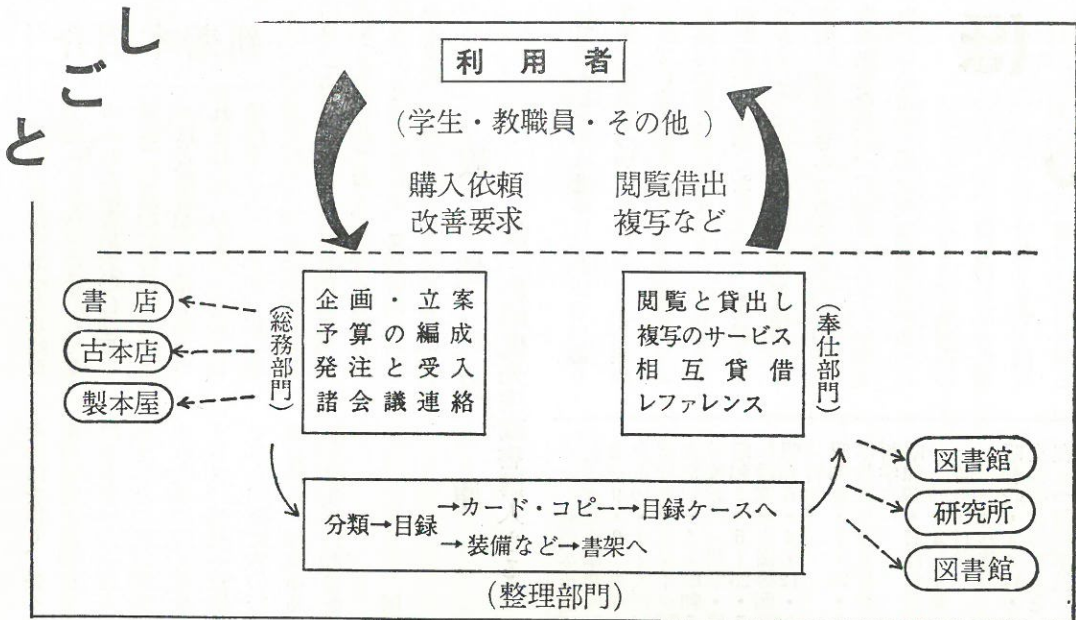 しごと
利用者
(学生・教職員・その他)
購入依頼
改善要求
閲覧借出
複写など
書店
古本店
製本屋
(総務部門)
企画・立案
予算の編成
発注と受入
諸会議連絡
閲覧と貸出し
複写のサービス
相互貸借
レファレンス
(奉仕部門)
図書館
研究所
図書館
分類→目録
→カード・コピー→目録ケースへ
→装備など→書架へ
(整理部門)